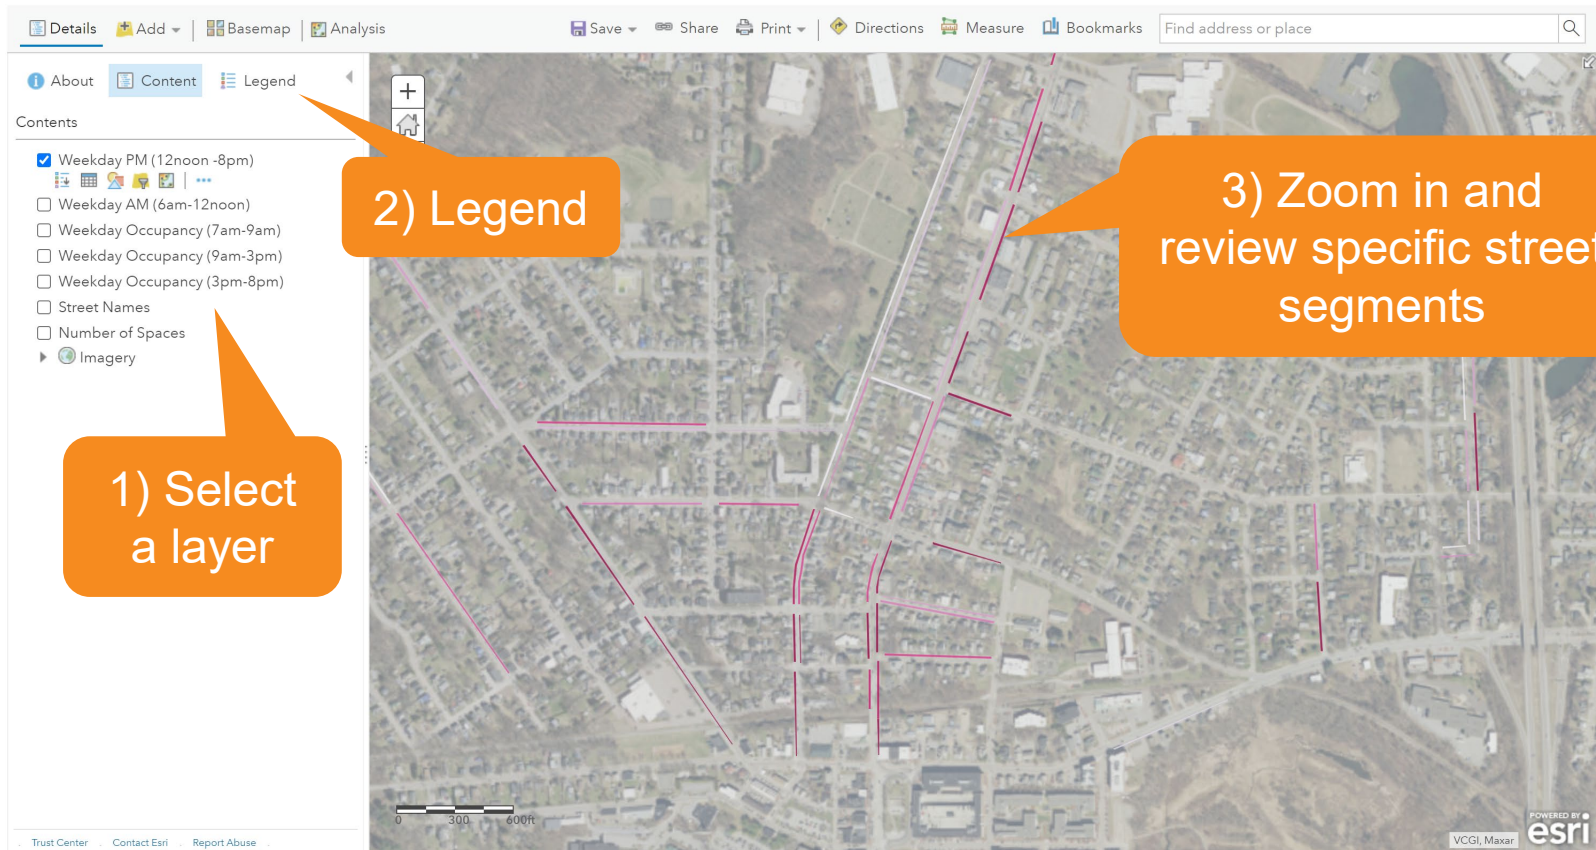 Details Add Basemap Analysis Save Share Print Directions Measure Bookmarks Find address or place
About Content Legend
Contents
Weekday PM (12noon -8pm)
Weekday AM (6am-12noon)
Weekday Occupancy (7am-9am)
Weekday Occupancy (9am-3pm)
Weekday Occupancy (3pm-8pm)
Street Names
Number of Spaces
Imagery
1) Select
a layer
2) Legend
3) Zoom in and
review specific street
segments
0 300 600ft
Trust Center Contact Esri Report Abuse
VCGI, Maxar
POWERED BY
esri